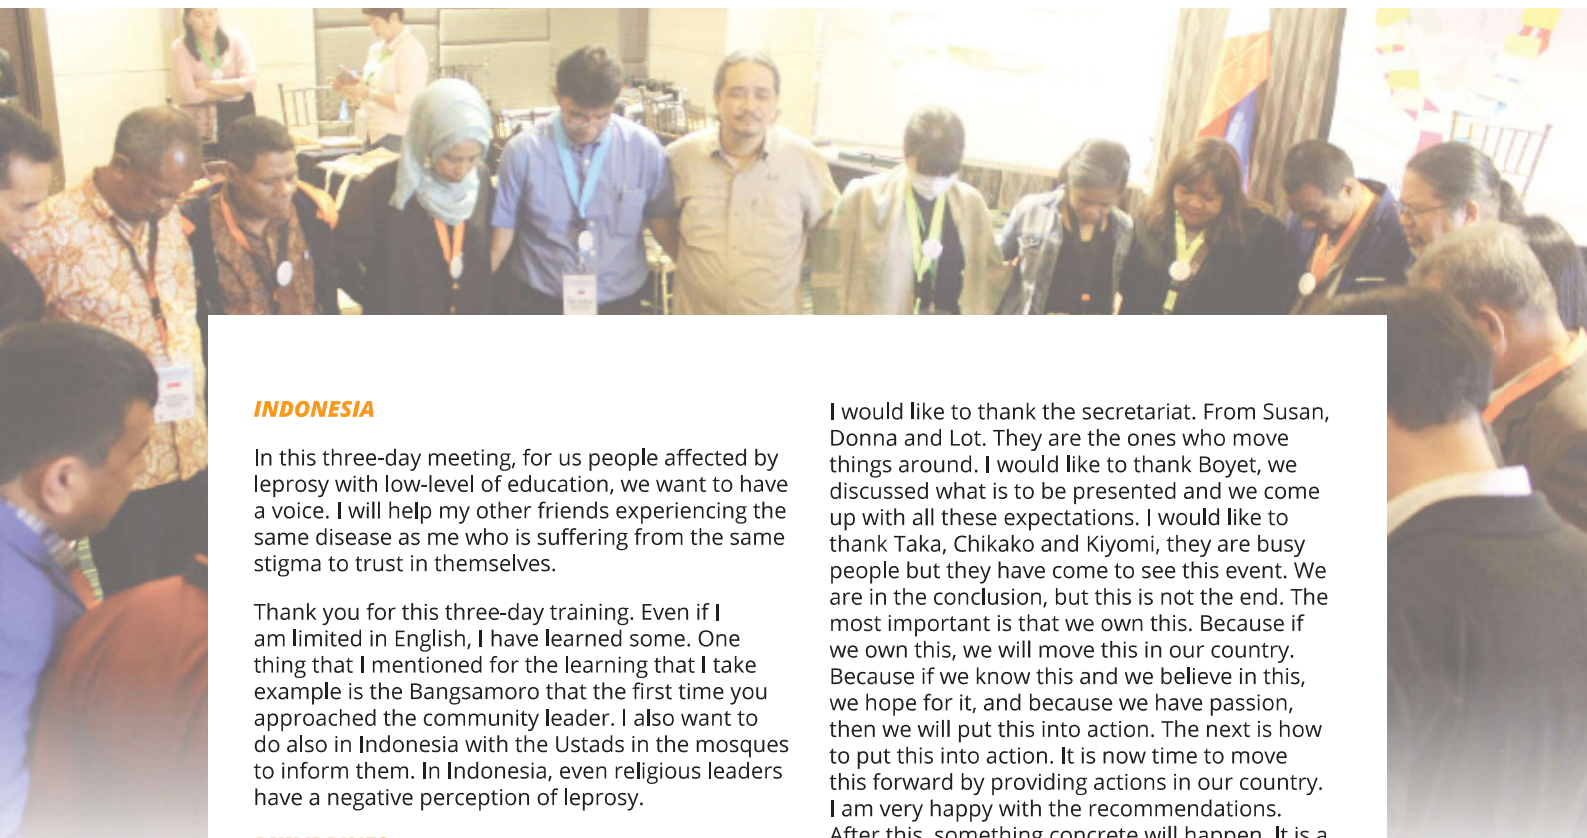 INDONESIA
In this three-day meeting, for us people affected by
leprosy with low-level of education, we want to have
a voice. I will help my other friends experiencing the
same disease as me who is suffering from the same
stigma to trust in themselves.
Thank you for this three-day training. Even if I
am limited in English, I have learned some. One
thing that I mentioned for the learning that I take
example is the Bangsamoro that the first time you
approached the community leader. I also want to
do also in Indonesia with the Ustads in the mosques
to inform them. In Indonesia, even religious leaders
have a negative perception of leprosy.
I would like to thank the secretariat. From Susan,
Donna and Lot. They are the ones who move
things around. I would like to thank Boyet, we
discussed what is to be presented and we come
up with all these expectations. I would like to
thank Taka, Chikako and Kiyomi, they are busy
people but they have come to see this event. We
are in the conclusion, but this is not the end. The
most important is that we own this. Because if
we own this, we will move this in our country.
Because if we know this and we believe in this,
we hope for it, and because we have passion,
then we will put this into action. The next is how
to put this into action. It is now time to move
this forward by providing actions in our country.
I am very happy with the recommendations.
After this, something concrete will happen. It is a